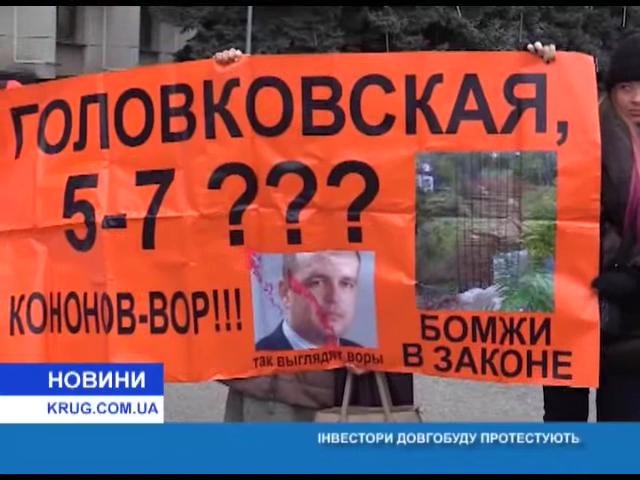 ГОЛОВКОВСКАЯ,
5-7 ???
КОНОНОВ-ВОР!!!
так выглядят воры
БОМЖИ
В ЗАКОНЕ
НОВИНИ
KRUG.COM.UA
ІНВЕСТОРИ ДОВГОБУДУ ПРОТЕСТУЮТЬ